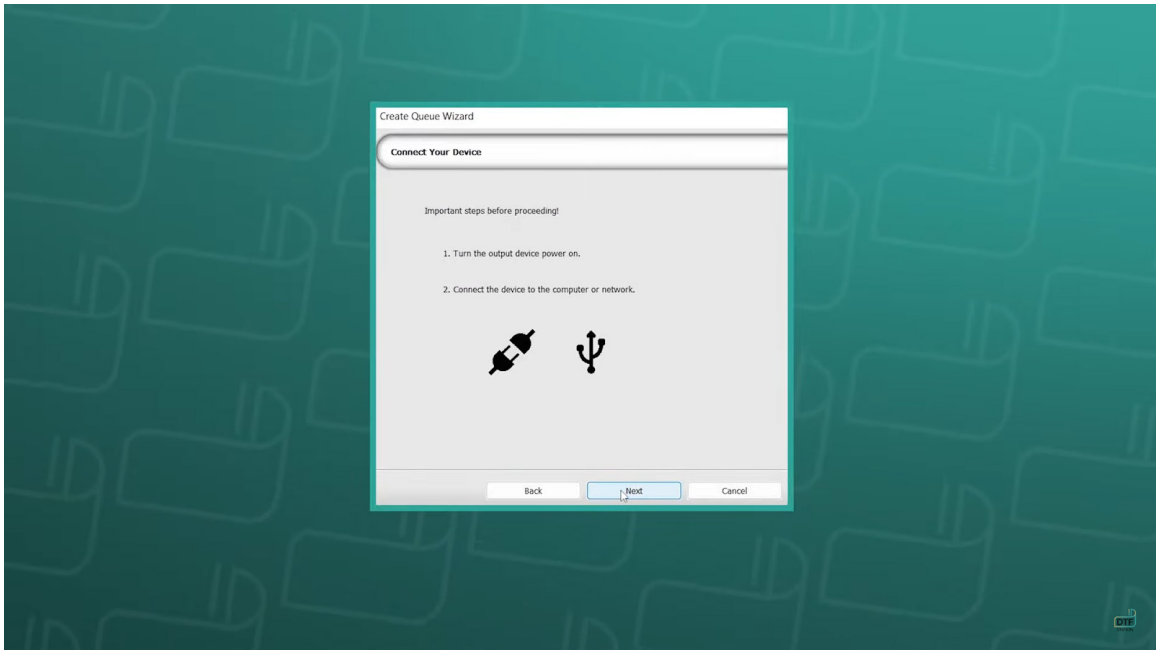 Create Queue Wizard
Connect Your Device
Important steps before proceeding!
1. Turn the output device power on.
2. Connect the device to the computer or network.
Back
Next
Cancel
DTF